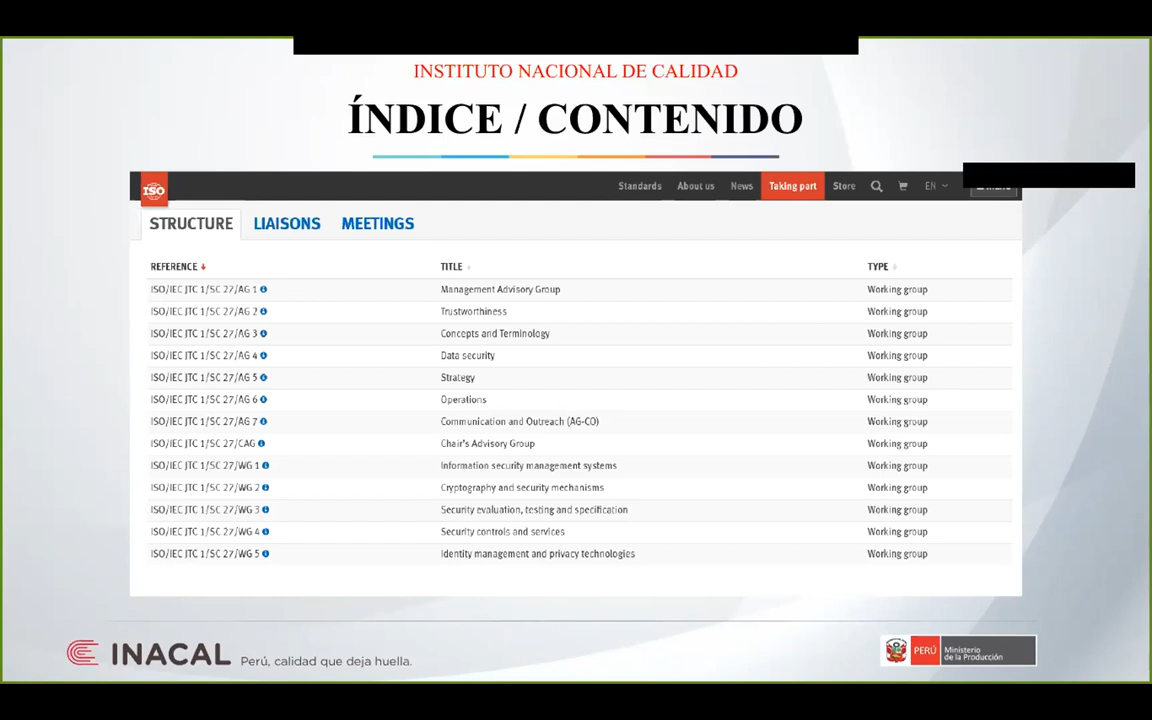 INSTITUTO NACIONAL DE CALIDAD
ÍNDICE / CONTENIDO
ISO Standards About us News Taking part Store EN
STRUCTURE LIAISONS MEETINGS
REFERENCE TITLE TYPE
ISO/IEC JTC 1/SC 27/AG 1 Management Advisory Group Working group
ISO/IEC JTC 1/SC 27/AG 2 Trustworthiness Working group
ISO/IEC JTC 1/SC 27/AG 3 Concepts and Terminology Working group
ISO/IEC JTC 1/SC 27/AG 4 Data security Working group
ISO/IEC JTC 1/SC 27/AG 5 Strategy Working group
ISO/IEC JTC 1/SC 27/AG 6 Operations Working group
ISO/IEC JTC 1/SC 27/AG 7 Communication and Outreach (AG-CO) Working group
ISO/IEC JTC 1/SC 27/CAG Chair's Advisory Group Working group
ISO/IEC JTC 1/SC 27/WG 1 Information security management systems Working group
ISO/IEC JTC 1/SC 27/WG 2 Cryptography and security mechanisms Working group
ISO/IEC JTC 1/SC 27/WG 3 Security evaluation, testing and specification Working group
ISO/IEC JTC 1/SC 27/WG 4 Security controls and services Working group
ISO/IEC JTC 1/SC 27/WG 5 Identity management and privacy technologies Working group
INACAL Perú, calidad que deja huella.
PERÚ Ministerio
de la Producción